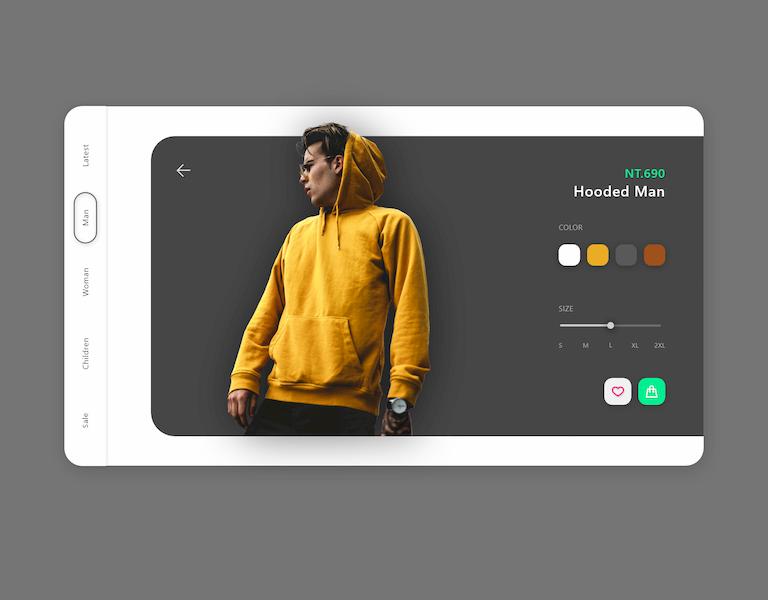 Latest
Man
Woman
Children
Sale
NT.690
Hooded Man
COLOR
SIZE
S M L XL 2XL